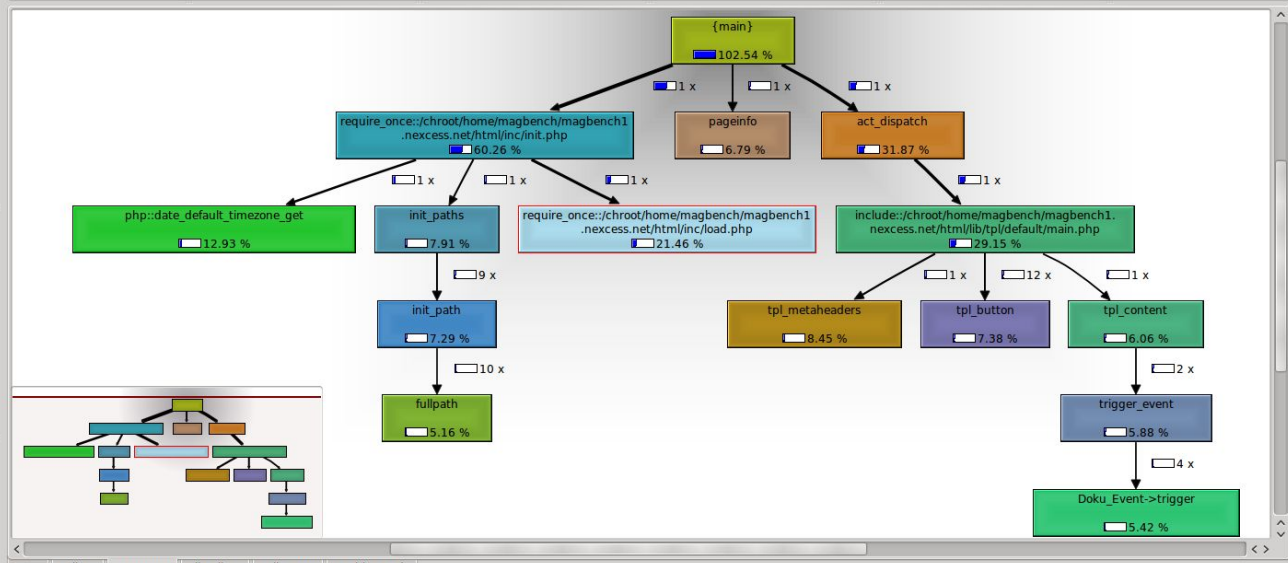 {main}
102.54 %
1 x
1 x
1 x
require_once::/chroot/home/magbench/magbench1
.nexcess.net/html/inc/init.php
60.26 %
pageinfo
6.79 %
act_dispatch
31.87 %
1 x
1 x
1 x
1 x
php::date_default_timezone_get
12.93 %
init_paths
7.91 %
require_once::/chroot/home/magbench/magbench1
.nexcess.net/html/inc/load.php
21.46 %
include::/chroot/home/magbench/magbench1.
nexcess.net/html/lib/tpl/default/main.php
29.15 %
9 x
1 x
12 x
1 x
init_path
7.29 %
tpl_metaheaders
8.45 %
tpl_button
7.38 %
tpl_content
6.06 %
10 x
2 x
fullpath
5.16 %
trigger_event
5.88 %
4 x
Doku_Event->trigger
5.42 %